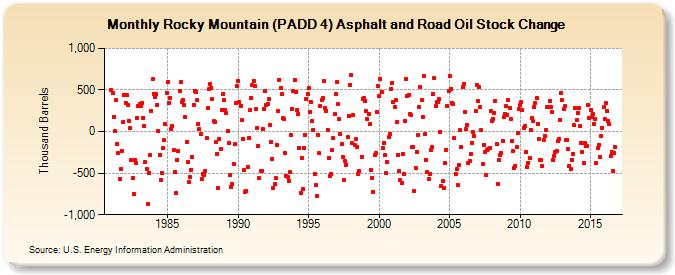 Monthly Rocky Mountain (PADD 4) Asphalt and Road Oil Stock Change
Thousand Barrels
1,000
500
0
-500
-1,000
1985 1990 1995 2000 2005 2010 2015
Source: U.S. Energy Information Administration